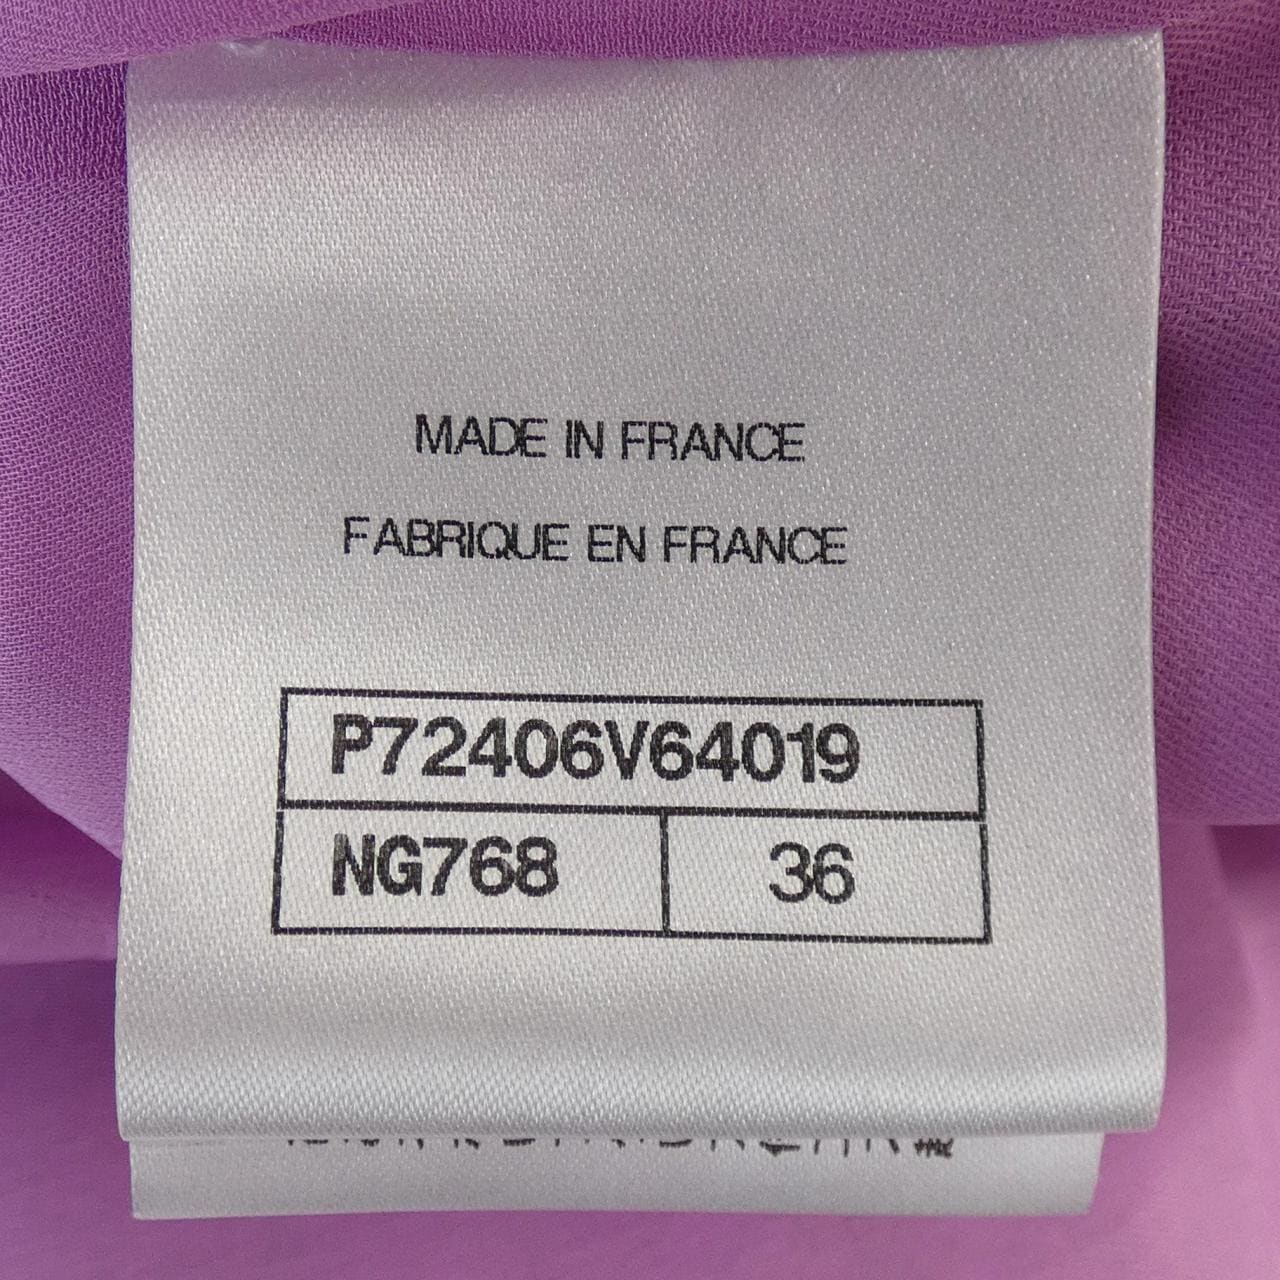 MADE IN FRANCE
FABRIQUE EN FRANCE
P72406V64019
NG768 36